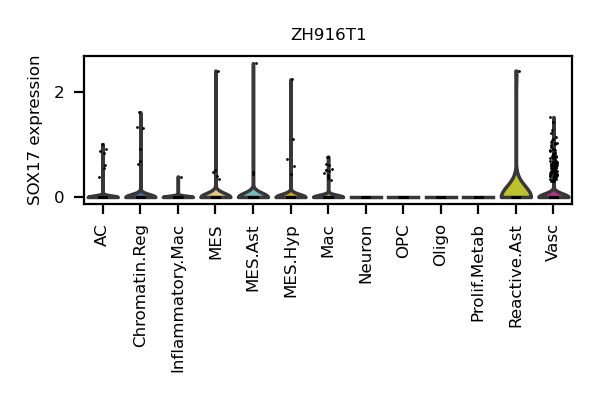 ZH916T1
SOX17 expression
2
0
AC
Chromatin.Reg
Inflammatory.Mac
MES
MES.Ast
MES.Hyp
Mac
Neuron
OPC
Oligo
Prolif.Metab
Reactive.Ast
Vasc